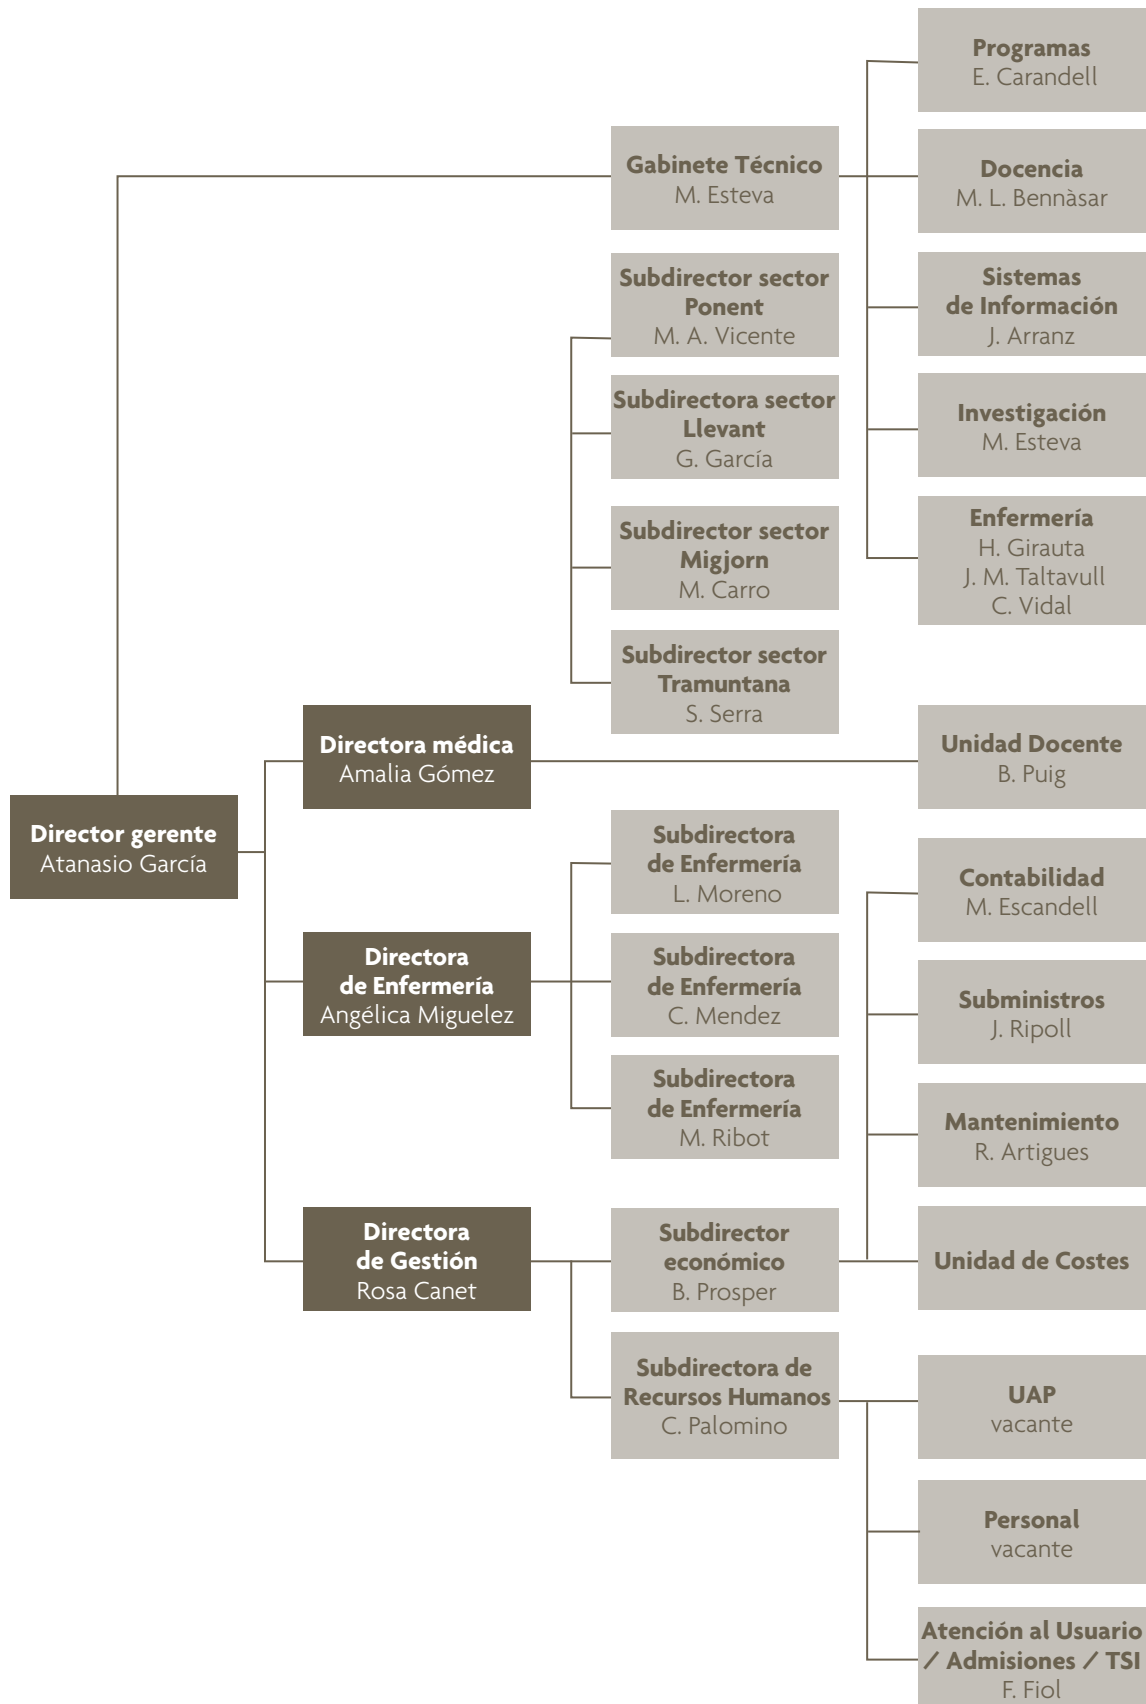 Programas
E. Carandell
Gabinete Técnico
M. Esteva
Docencia
M. L. Bennàsar
Subdirector sector
Ponent
M. A. Vicente
Sistemas
de Información
J. Arranz
Subdirectora sector
Llevant
G. García
Investigación
M. Esteva
Subdirector sector
Migjorn
M. Carro
Enfermería
H. Girauta
J. M. Taltavull
C. Vidal
Subdirector sector
Tramuntana
S. Serra
Directora médica
Amalia Gómez
Unidad Docente
B. Puig
Director gerente
Atanasio García
Subdirectora
de Enfermería
L. Moreno
Contabilidad
M. Escandell
Directora
de Enfermería
Angélica Miguelez
Subdirectora
de Enfermería
C. Mendez
Subministros
J. Ripoll
Subdirectora
de Enfermería
M. Ribot
Mantenimiento
R. Artigues
Directora
de Gestión
Rosa Canet
Subdirector
económico
B. Prosper
Unidad de Costes
Subdirectora de
Recursos Humanos
C. Palomino
UAP
vacante
Personal
vacante
Atención al Usuario
/ Admisiones / TSI
F. Fiol